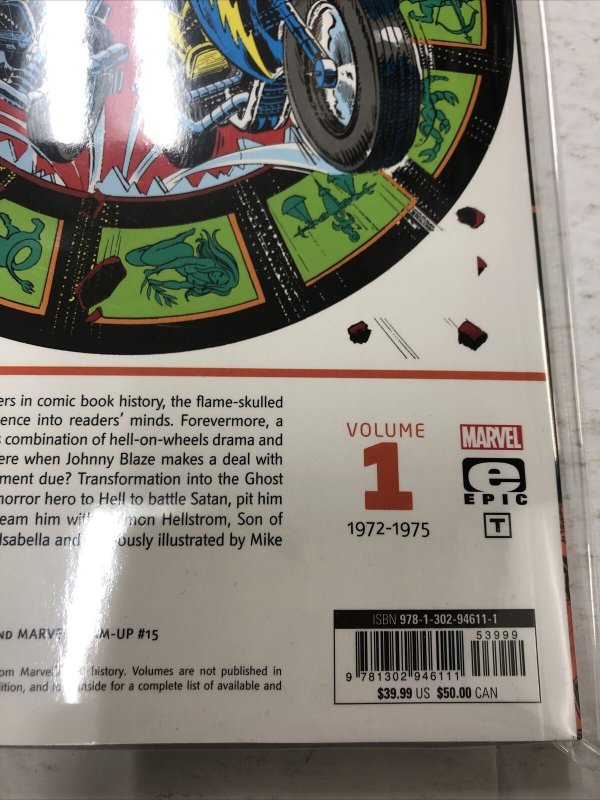 ers in comic book history, the flame-skulled
ence into readers' minds. Forevermore, a
s combination of hell-on-wheels drama and
ere when Johnny Blaze makes a deal with
ment due? Transformation into the Ghost
horror hero to Hell to battle Satan, pit him
eam him with mon Hellstrom, Son of
Isabella and ously illustrated by Mike
VOLUME
1
1972-1975
MARVEL
e
EPIC
T
ND MARVE M-UP #15
om Marvel history. Volumes are not published in
ition, and inside for a complete list of available and
ISBN 978-1-302-94611-1
53999
9 781302 946111
$39.99 US $50.00 CAN